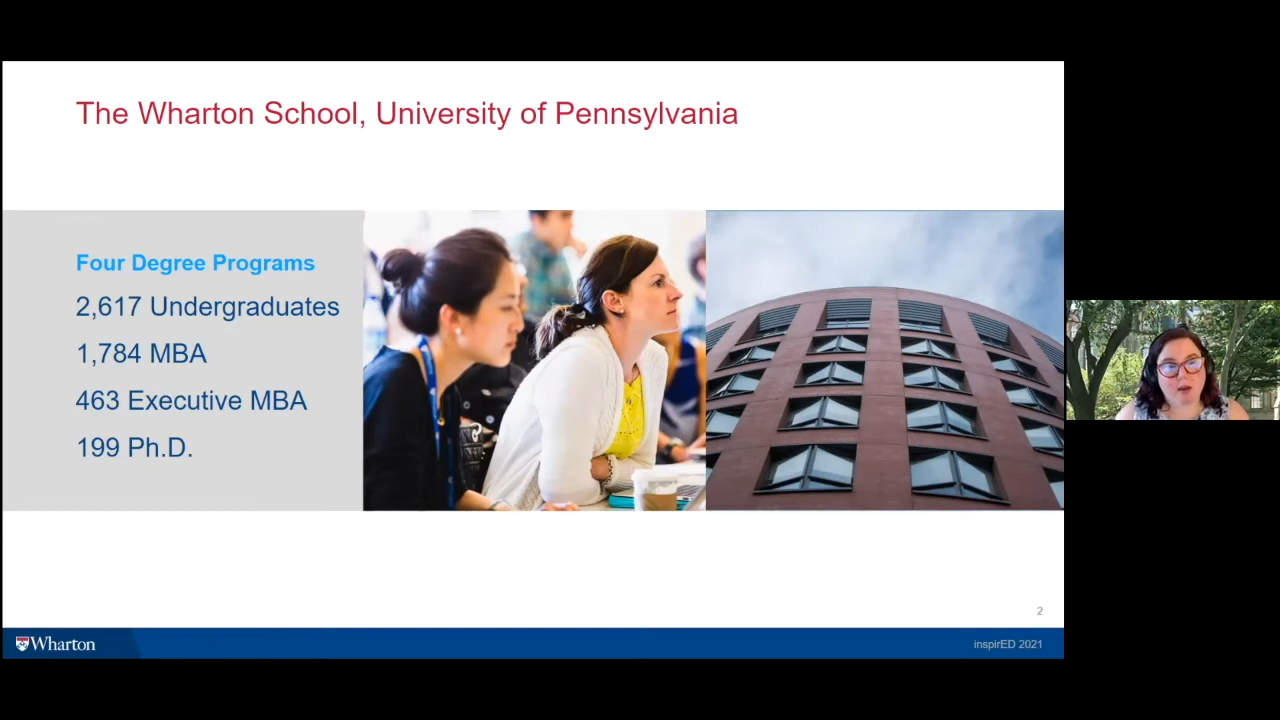 The Wharton School, University of Pennsylvania
Four Degree Programs
2,617 Undergraduates
1,784 MBA
463 Executive MBA
199 Ph.D.
2
Wharton
inspirED 2021